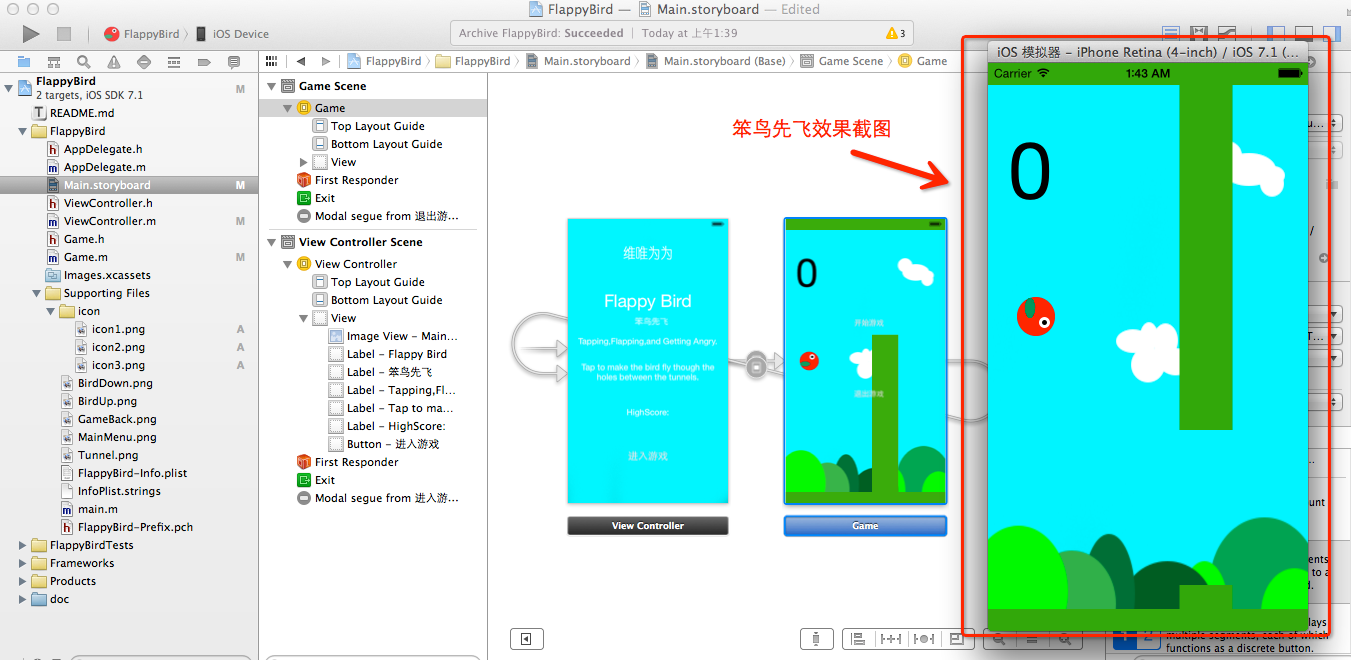 FlappyBird — Main.storyboard — Edited
FlappyBird 〉 iOS Device
Archive FlappyBird: Succeeded | Today at 上午1:39
3
FlappyBird 〉 FlappyBird 〉 Main.storyboard 〉 Main.storyboard (Base) 〉 Game Scene 〉 Game
FlappyBird
2 targets, iOS SDK 7.1
M
README.md
FlappyBird
AppDelegate.h
AppDelegate.m
Main.storyboard M
ViewController.h
ViewController.m M
Game.h
Game.m M
Images.xcassets
Supporting Files
icon
icon1.png A
icon2.png A
icon3.png A
BirdDown.png
BirdUp.png
GameBack.png
MainMenu.png
Tunnel.png
FlappyBird-Info.plist
InfoPlist.strings
main.m
FlappyBird-Prefix.pch
FlappyBirdTests
Frameworks
Products
doc
Game Scene
Game
Top Layout Guide
Bottom Layout Guide
View
First Responder
Exit
Modal segue from 退出游...
View Controller Scene
View Controller
Top Layout Guide
Bottom Layout Guide
View
Image View – Main...
Label – Flappy Bird
Label – 笨鸟先飞
Label – Tapping,Fl...
Label – Tap to ma...
Label – HighScore:
Button – 进入游戏
First Responder
Exit
Modal segue from 进入游...
维唯为为
Flappy Bird
笨鸟先飞
Tapping,Flapping,and Getting Angry.
Tap to make the bird fly though the
holes between the tunnels.
HighScore:
进入游戏
View Controller
0
开始游戏
退出游戏
Game
笨鸟先飞效果截图
iOS 模拟器 – iPhone Retina (4-inch) / iOS 7.1 (...
Carrier 1:43 AM
0
multiple segments, each of which
functions as a discrete button.